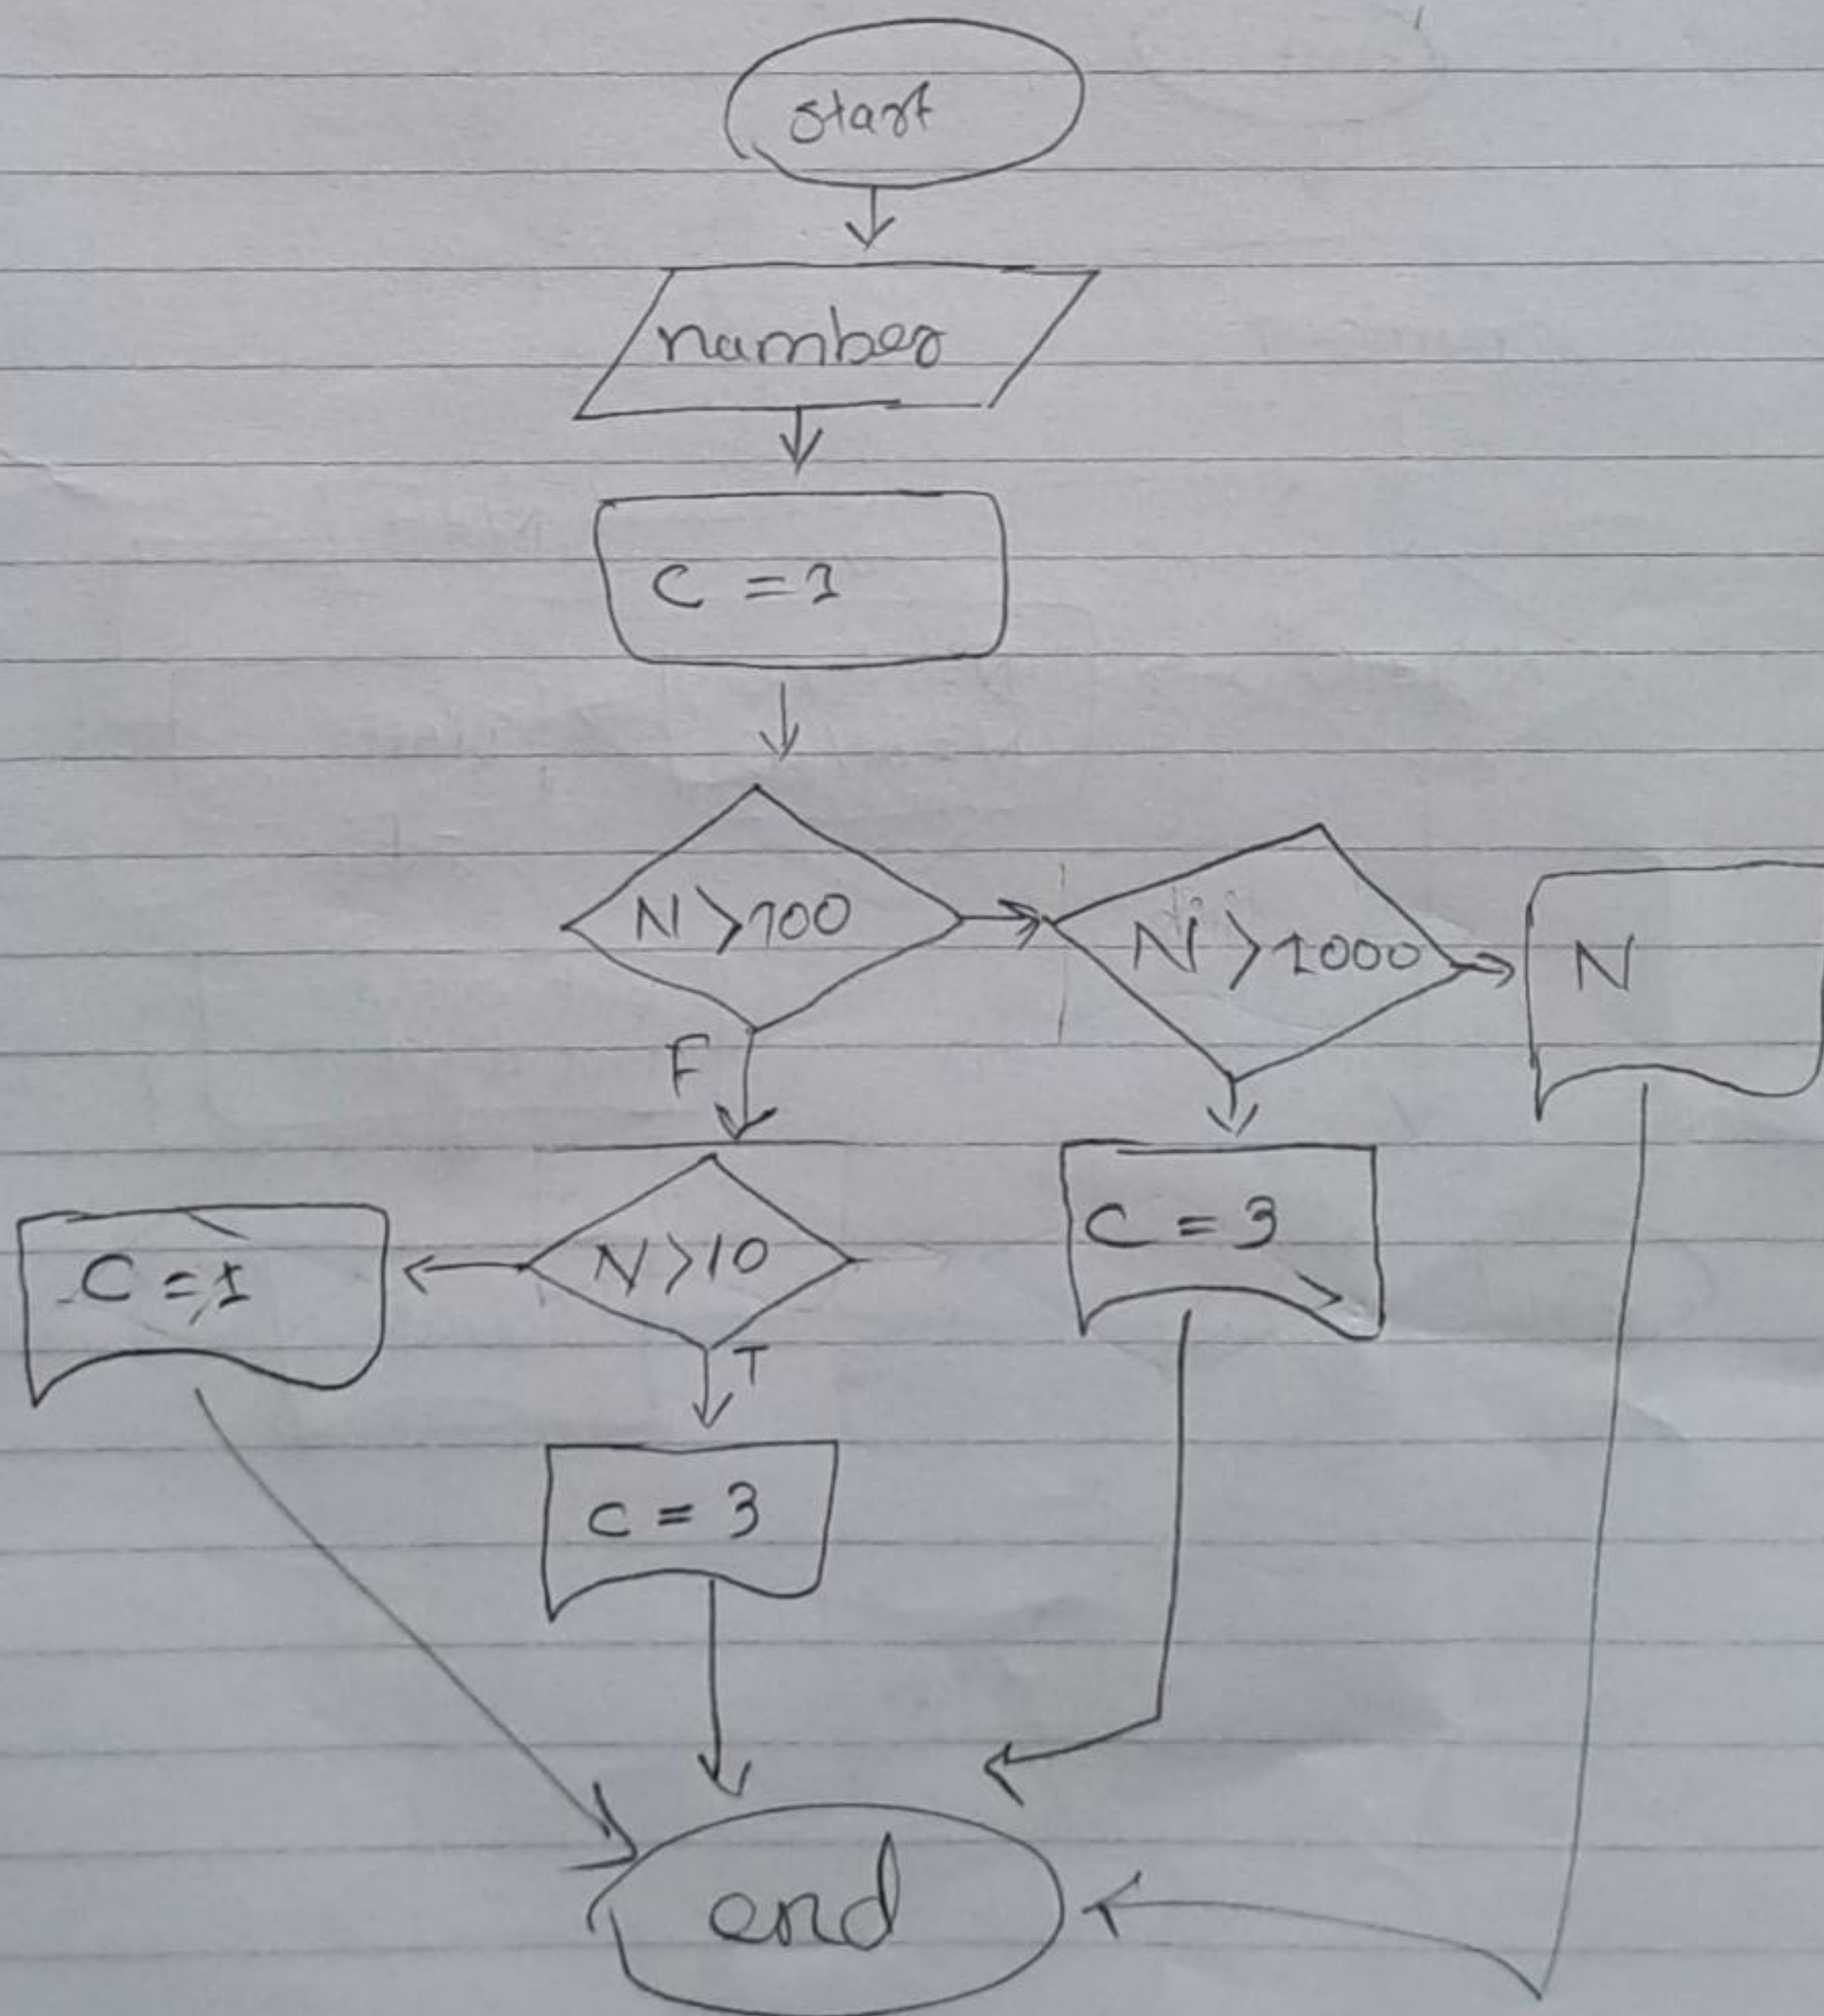 start
number
C = 1
N > 100
N > 1000
N
F
C = 1
N > 10
C = 3
T
C = 3
end